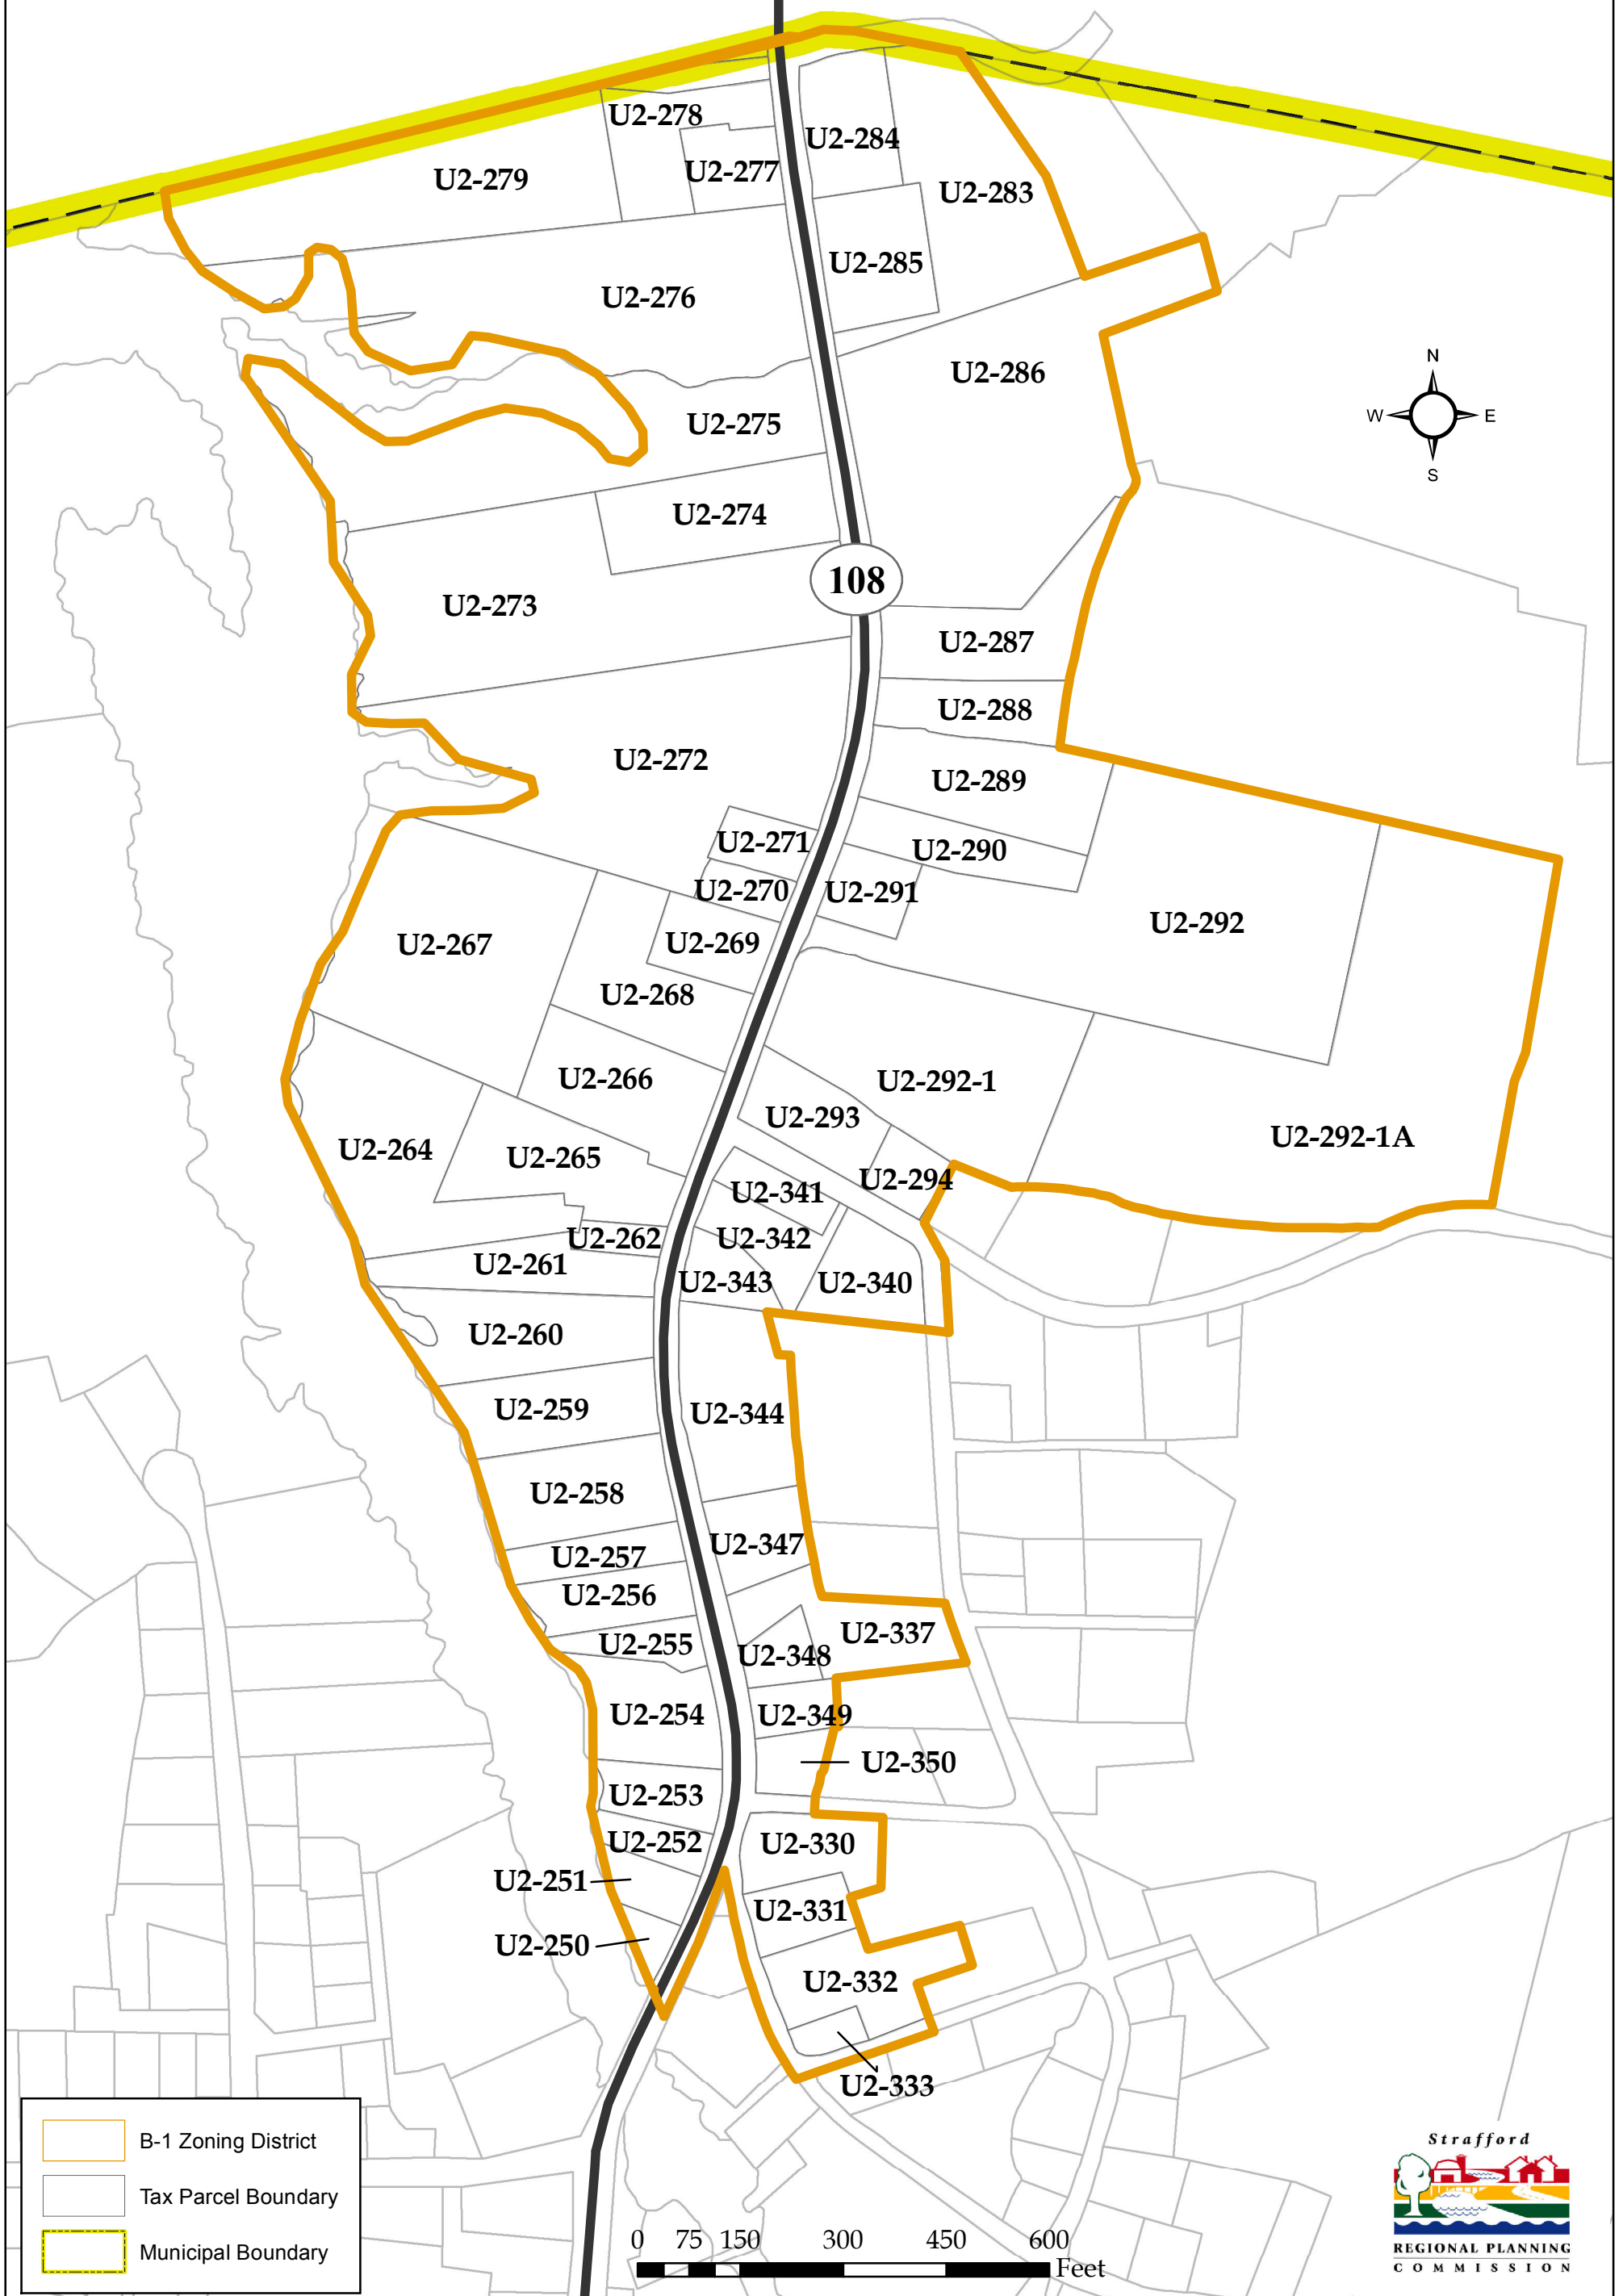 U2-278
U2-284
U2-277
U2-279
U2-283
U2-285
U2-276
U2-286
N
W E
S
U2-275
U2-274
108
U2-273
U2-287
U2-288
U2-272
U2-289
U2-271
U2-290
U2-270
U2-291
U2-292
U2-267
U2-269
U2-268
U2-266
U2-292-1
U2-293
U2-292-1A
U2-264
U2-265
U2-294
U2-341
U2-262
U2-342
U2-261
U2-343
U2-340
U2-260
U2-259
U2-344
U2-258
U2-347
U2-257
U2-256
U2-337
U2-255
U2-348
U2-254
U2-349
U2-350
U2-253
U2-252
U2-330
U2-251
U2-331
U2-250
U2-332
U2-333
B-1 Zoning District
Tax Parcel Boundary
Municipal Boundary
0 75 150 300 450 600
Feet
Strafford
REGIONAL PLANNING
COMMISSION